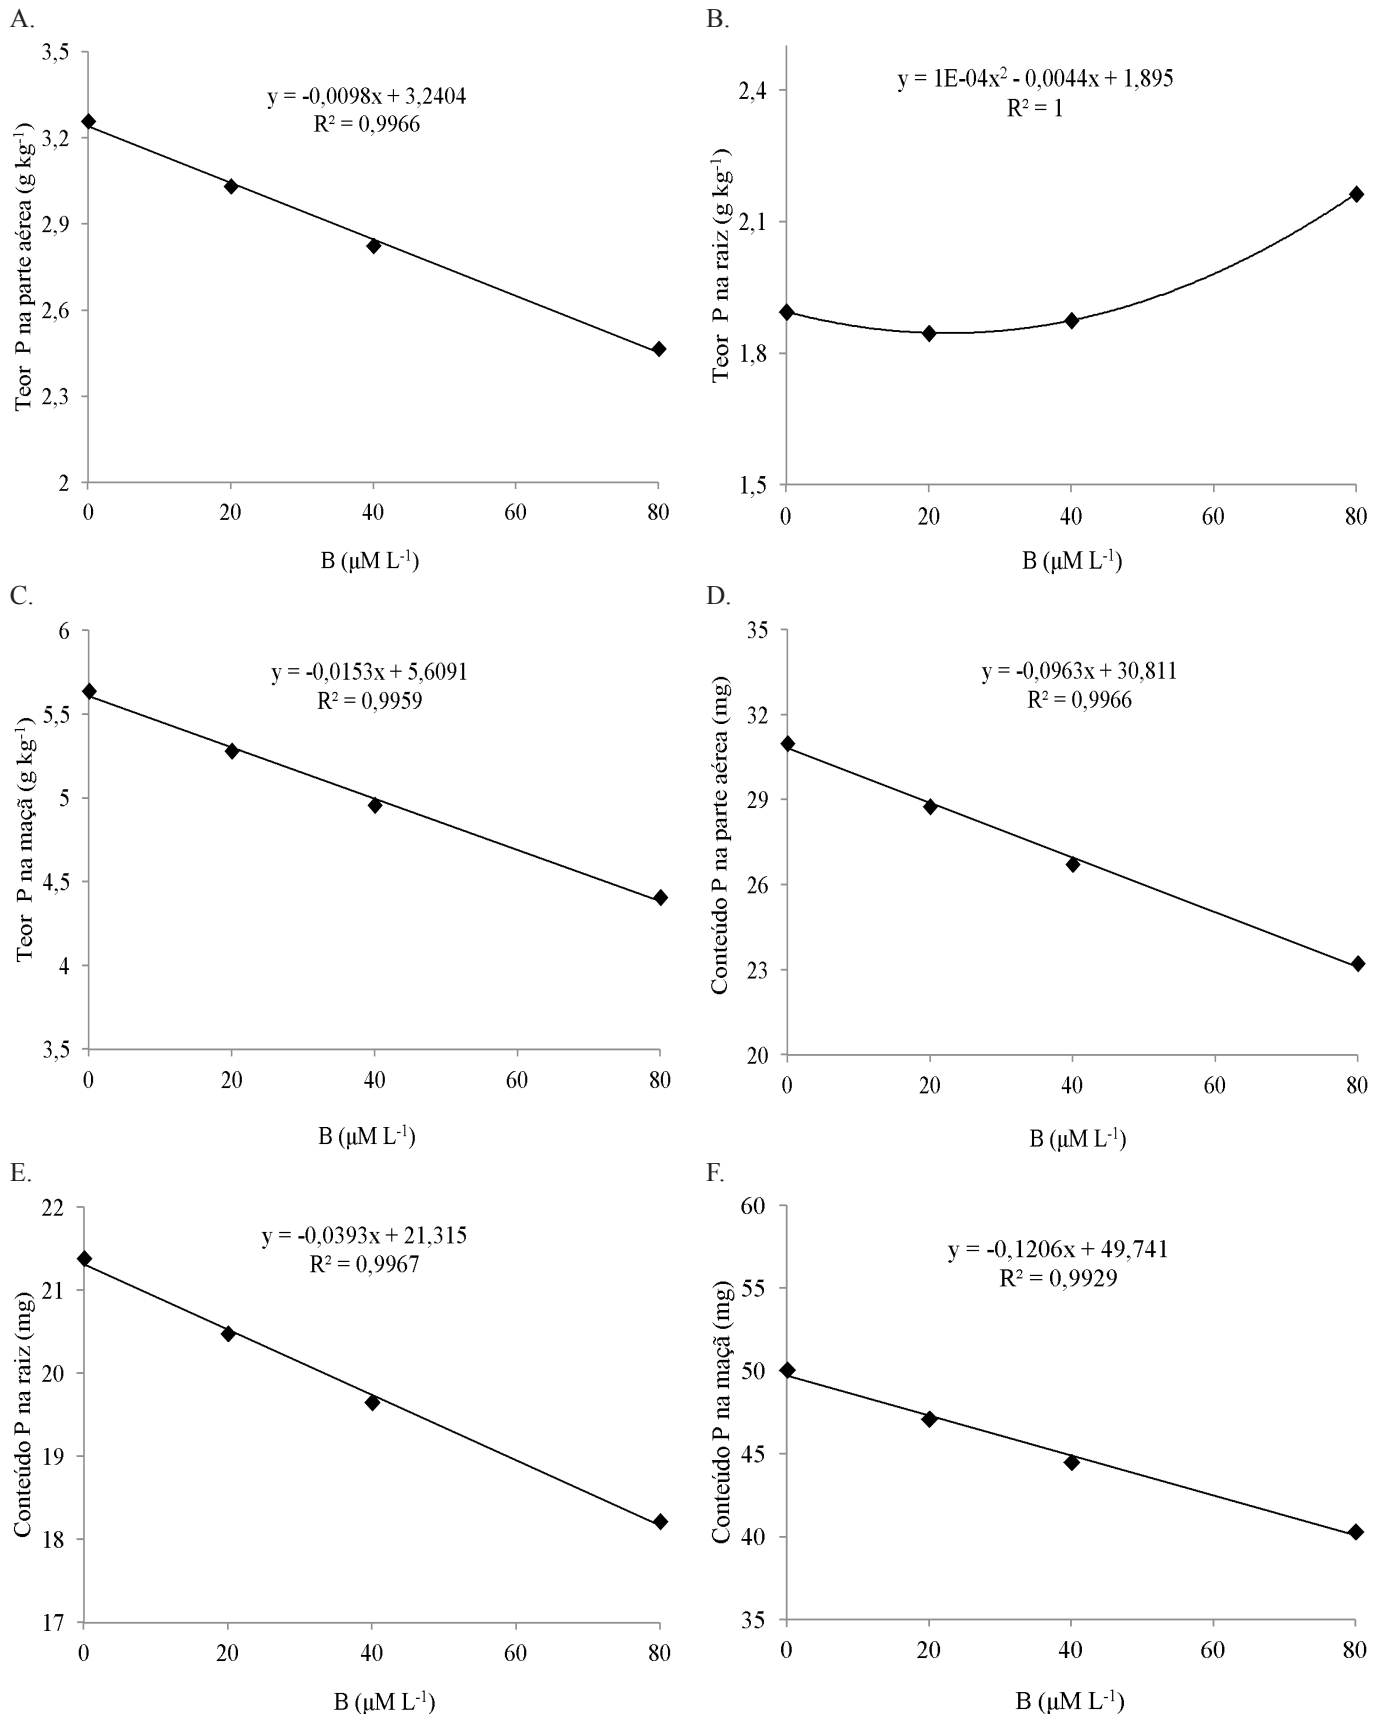 A.
Teor P na parte aérea (g kg⁻¹)
3,5
3,2
2,9
2,6
2,3
2
y = -0,0098x + 3,2404
R² = 0,9966
0 20 40 60 80
B (μM L⁻¹)
B.
Teor P na raiz (g kg⁻¹)
2,4
2,1
1,8
1,5
y = 1E-04x² - 0,0044x + 1,895
R² = 1
0 20 40 60 80
B (μM L⁻¹)
C.
Teor P na maçã (g kg⁻¹)
6
5,5
5
4,5
4
3,5
y = -0,0153x + 5,6091
R² = 0,9959
0 20 40 60 80
B (μM L⁻¹)
D.
Conteúdo P na parte aérea (mg)
35
32
29
26
23
20
y = -0,0963x + 30,811
R² = 0,9966
0 20 40 60 80
B (μM L⁻¹)
E.
Conteúdo P na raiz (mg)
22
21
20
19
18
17
y = -0,0393x + 21,315
R² = 0,9967
0 20 40 60 80
B (μM L⁻¹)
F.
Conteúdo P na maçã (mg)
60
55
50
45
40
35
y = -0,1206x + 49,741
R² = 0,9929
0 20 40 60 80
B (μM L⁻¹)